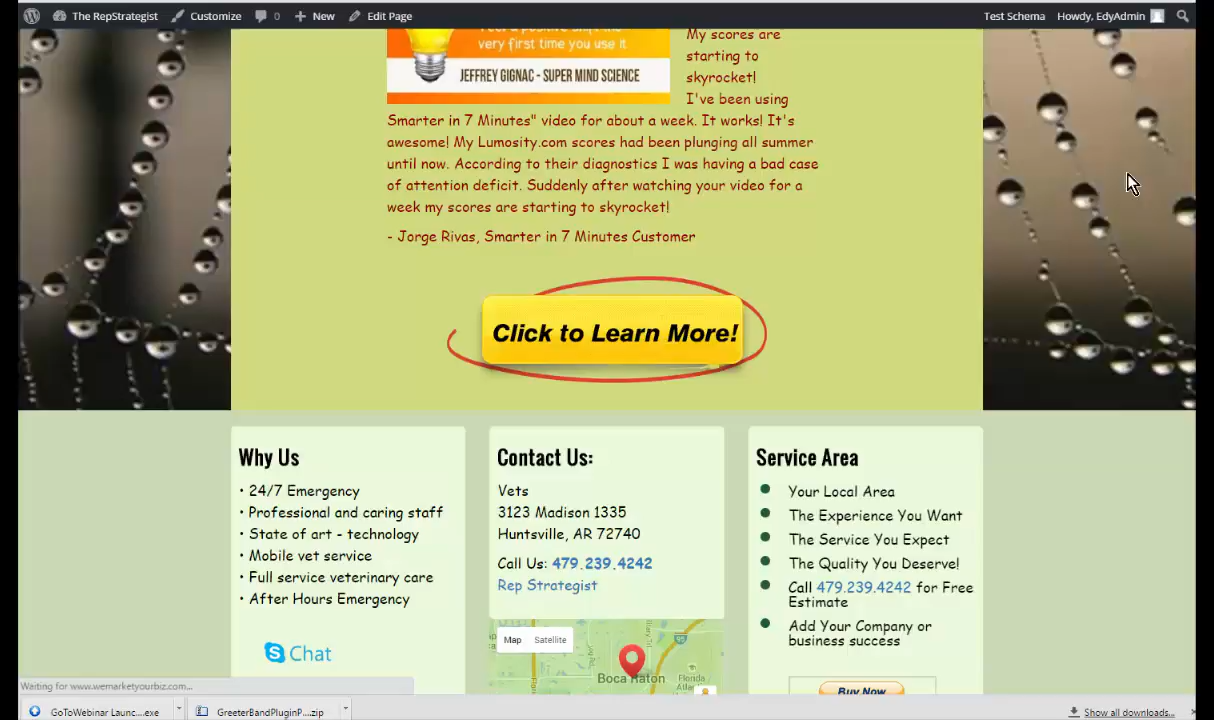 The RepStrategist Customize 0 New Edit Page Test Schema Howdy, EdyAdmin
very first time you use it
JEFFREY GIGNAC - SUPER MIND SCIENCE
My scores are
starting to
skyrocket!
I've been using
Smarter in 7 Minutes" video for about a week. It works! It's
awesome! My Lumosity.com scores had been plunging all summer
until now. According to their diagnostics I was having a bad case
of attention deficit. Suddenly after watching your video for a
week my scores are starting to skyrocket!
- Jorge Rivas, Smarter in 7 Minutes Customer
Click to Learn More!
Why Us
• 24/7 Emergency
• Professional and caring staff
• State of art - technology
• Mobile vet service
• Full service veterinary care
• After Hours Emergency
Chat
Contact Us:
Vets
3123 Madison 1335
Huntsville, AR 72740
Call Us: 479.239.4242
Rep Strategist
Map Satellite
Boca Raton
Florida
Service Area
Your Local Area
The Experience You Want
The Service You Expect
The Quality You Deserve!
Call 479.239.4242 for Free
Estimate
Add Your Company or
business success
Buy Now
Waiting for www.wemarketyourbiz.com...
GoToWebinar Launc....exe GreeterBandPluginP....zip Show all downloads...